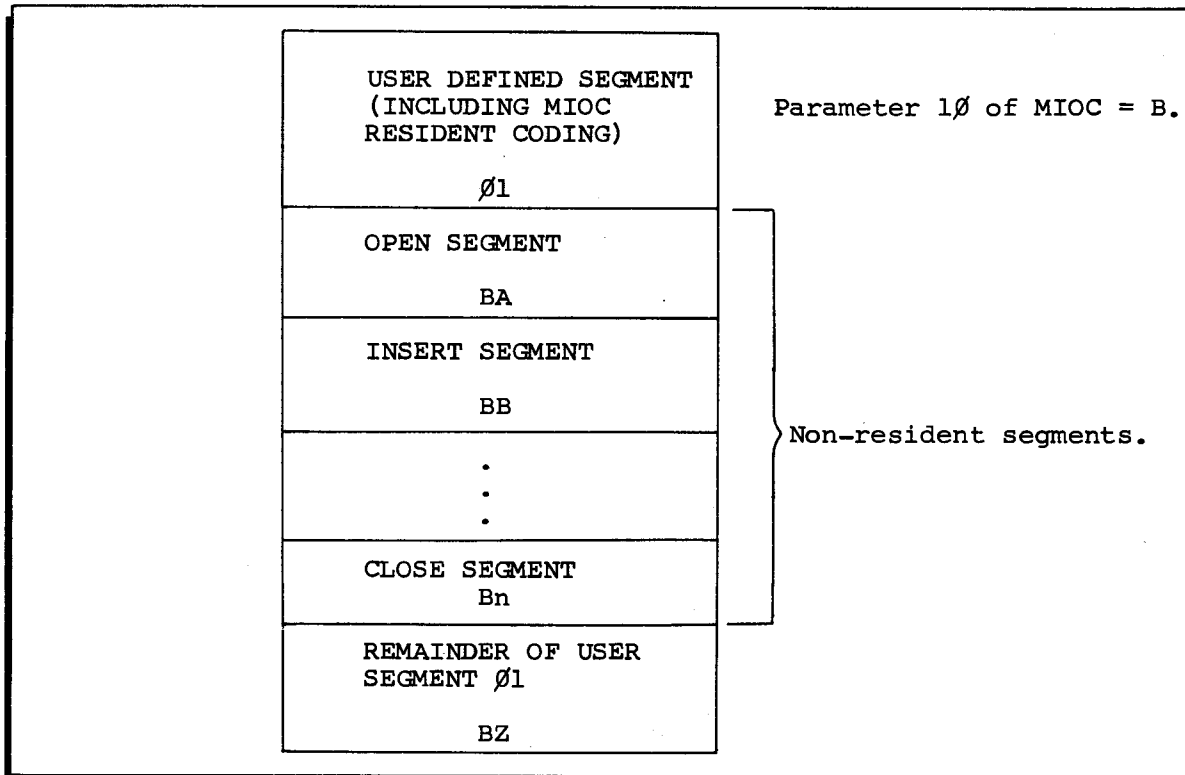 USER DEFINED SEGMENT
(INCLUDING MIOC
RESIDENT CODING)
Ø1
Parameter 1Ø of MIOC = B.
OPEN SEGMENT
BA
INSERT SEGMENT
BB
.
.
.
Non-resident segments.
CLOSE SEGMENT
Bn
REMAINDER OF USER
SEGMENT Ø1
BZ